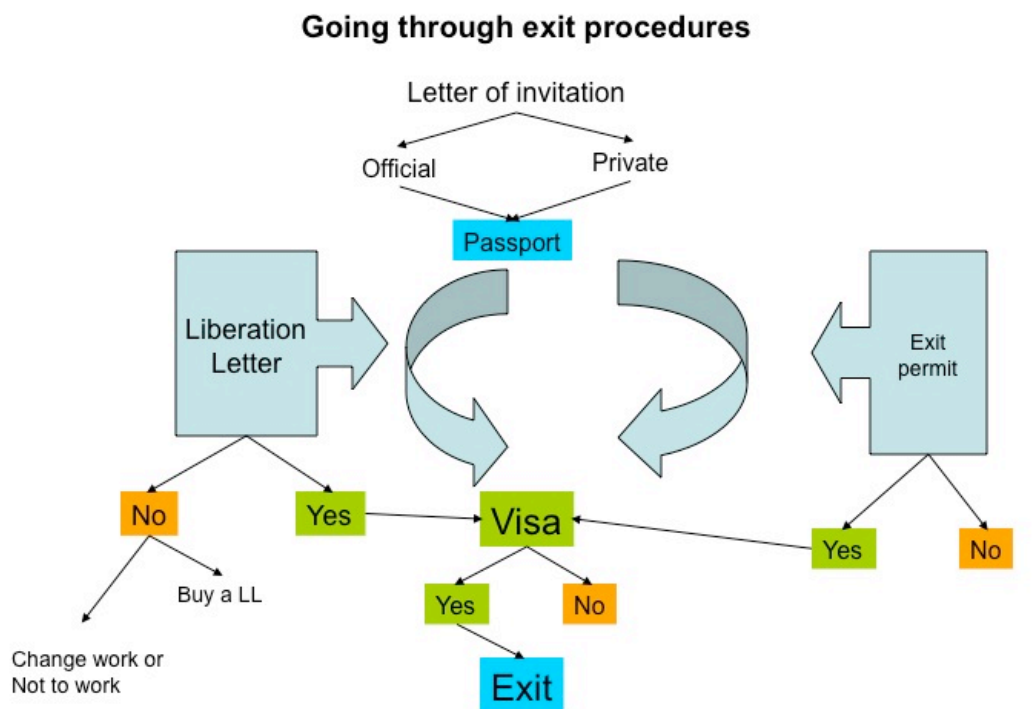 Going through exit procedures
Letter of invitation
Official
Private
Passport
Liberation
Letter
Exit
permit
No
Yes
Visa
Yes
No
Buy a LL
Yes
No
Change work or
Not to work
Exit